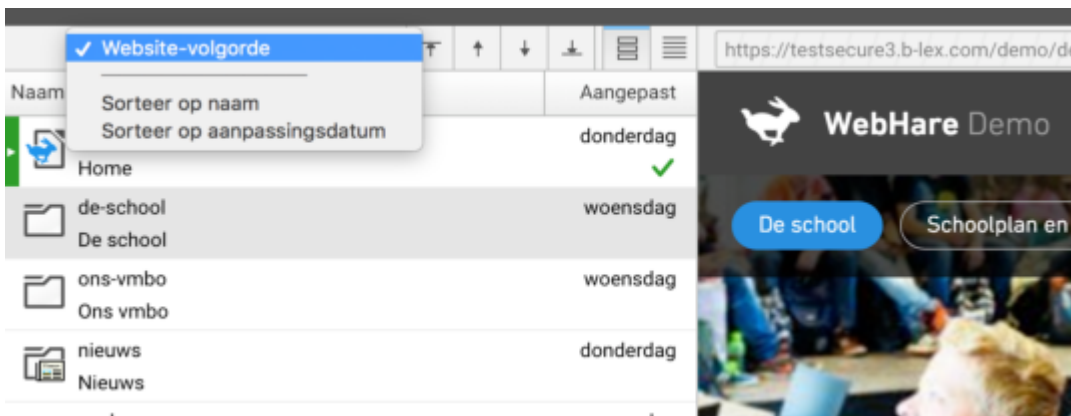 ✓ Website-volgorde
Sorteer op naam
Sorteer op aanpassingsdatum
Naam
Aangepast
donderdag
Home
de-school
woensdag
De school
ons-vmbo
woensdag
Ons vmbo
nieuws
donderdag
Nieuws
https://testsecure3.b-lex.com/demo/d
WebHare Demo
De school
Schoolplan en